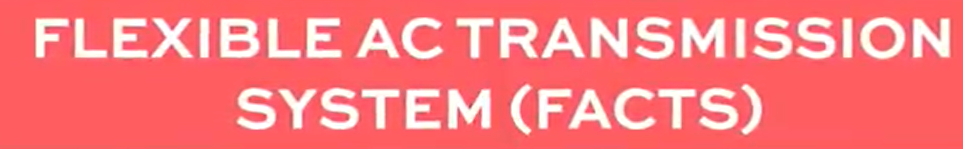 FLEXIBLE AC TRANSMISSION
SYSTEM (FACTS)